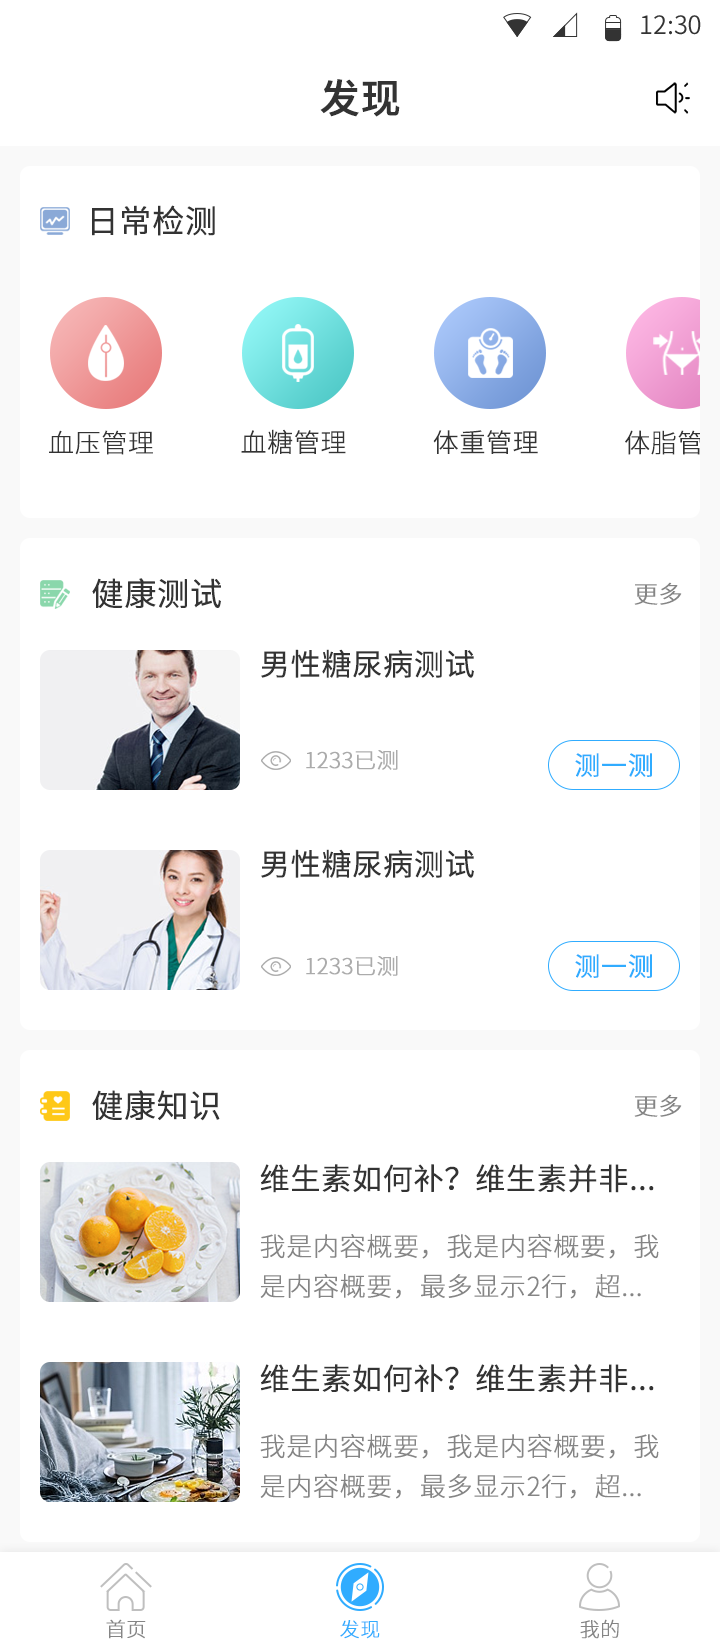 12:30
发现
日常检测
血压管理
血糖管理
体重管理
体脂管
健康测试
更多
男性糖尿病测试
1233已测
测一测
男性糖尿病测试
1233已测
测一测
健康知识
更多
维生素如何补？维生素并非...
我是内容概要，我是内容概要，我
是内容概要，最多显示2行，超...
维生素如何补？维生素并非...
我是内容概要，我是内容概要，我
是内容概要，最多显示2行，超...
首页
发现
我的